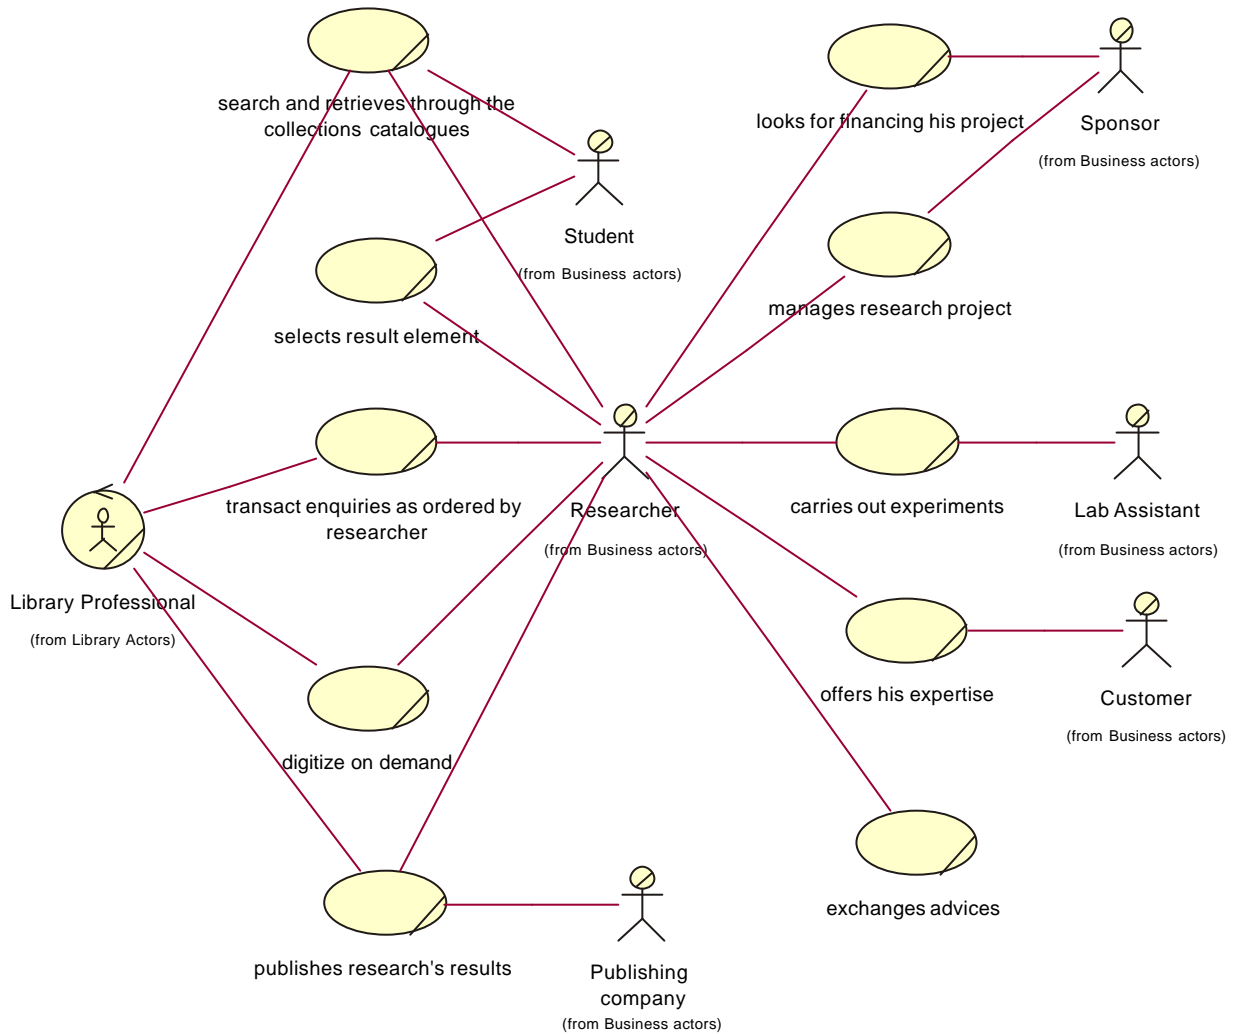 search and retrieves through the
collections catalogues
looks for financing his project
Sponsor
(from Business actors)
Student
(from Business actors)
selects result element
manages research project
transact enquiries as ordered by
researcher
Researcher
(from Business actors)
carries out experiments
Lab Assistant
(from Business actors)
Library Professional
(from Library Actors)
offers his expertise
Customer
(from Business actors)
digitize on demand
exchanges advices
publishes research's results
Publishing
company
(from Business actors)